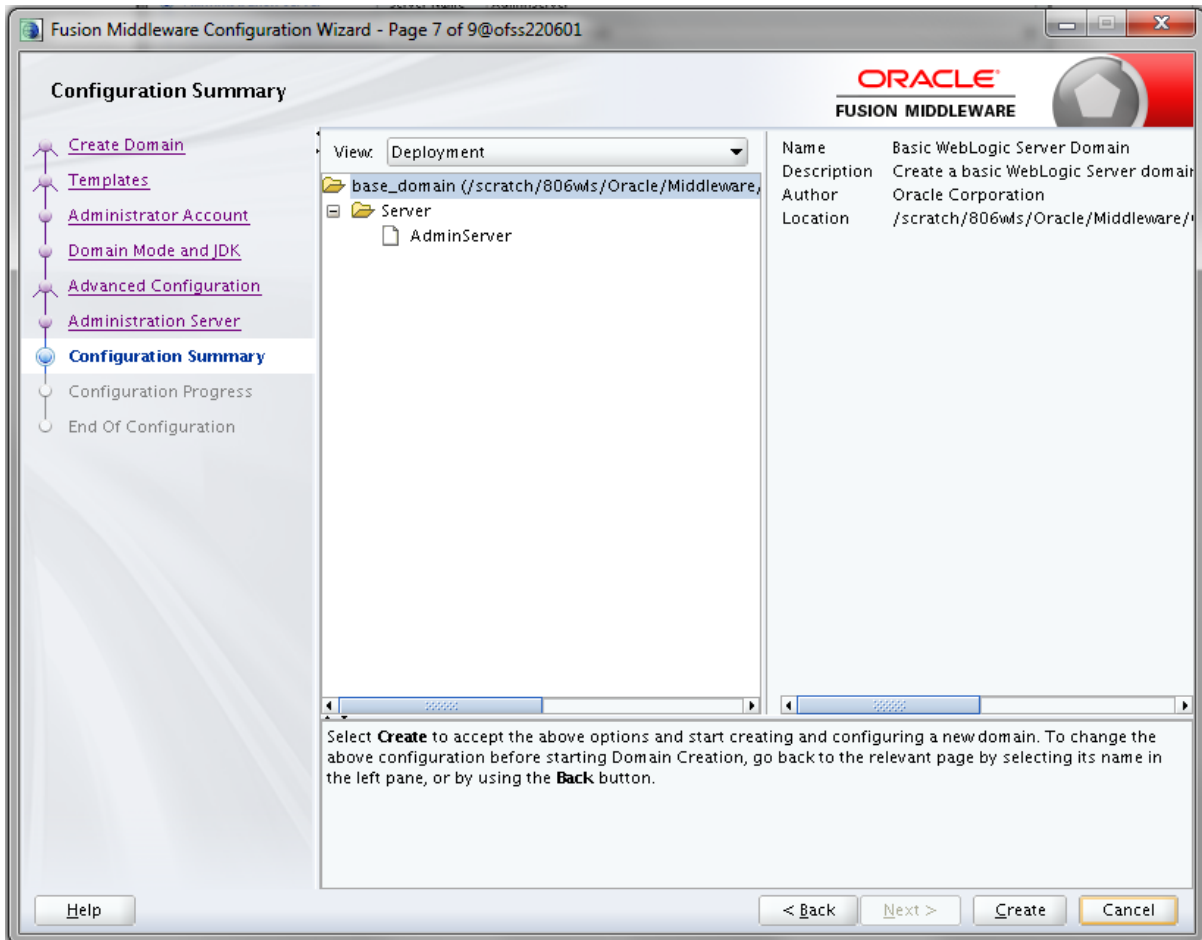 Fusion Middleware Configuration Wizard - Page 7 of 9@ofss220601
Configuration Summary
ORACLE
FUSION MIDDLEWARE
Create Domain
Templates
Administrator Account
Domain Mode and JDK
Advanced Configuration
Administration Server
Configuration Summary
Configuration Progress
End Of Configuration
View: Deployment
base_domain (/scratch/806wls/Oracle/Middleware,
Server
AdminServer
Name Basic WebLogic Server Domain
Description Create a basic WebLogic Server domain
Author Oracle Corporation
Location /scratch/806wls/Oracle/Middleware/
Select Create to accept the above options and start creating and configuring a new domain. To change the
above configuration before starting Domain Creation, go back to the relevant page by selecting its name in
the left pane, or by using the Back button.
Help
< Back
Next >
Create
Cancel